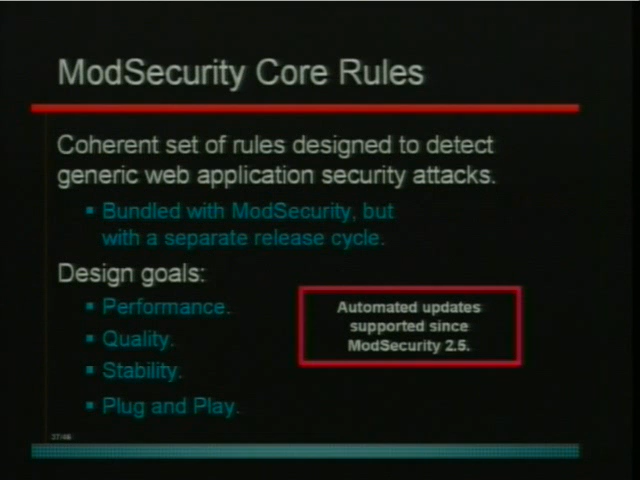 ModSecurity Core Rules
Coherent set of rules designed to detect
generic web application security attacks.
Bundled with ModSecurity, but
with a separate release cycle.
Design goals:
Performance.
Quality.
Stability.
Plug and Play.
Automated updates
supported since
ModSecurity 2.5.